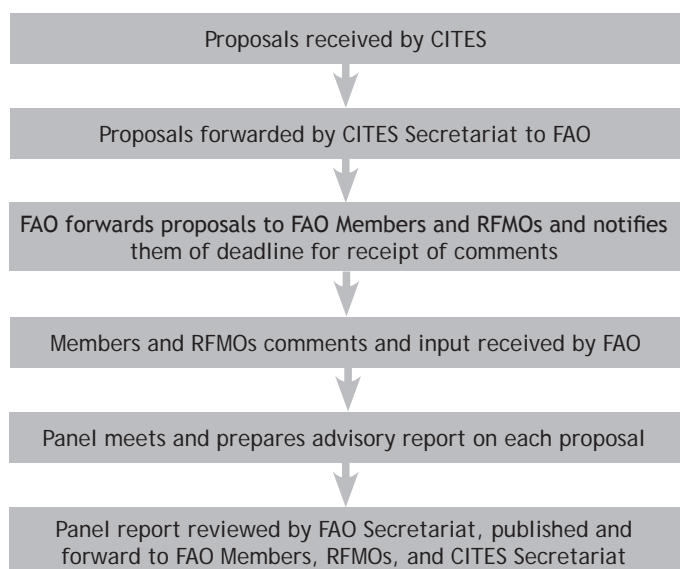 Proposals received by CITES
Proposals forwarded by CITES Secretariat to FAO
FAO forwards proposals to FAO Members and RFMOs and notifies
them of deadline for receipt of comments
Members and RFMOs comments and input received by FAO
Panel meets and prepares advisory report on each proposal
Panel report reviewed by FAO Secretariat, published and
forward to FAO Members, RFMOs, and CITES Secretariat